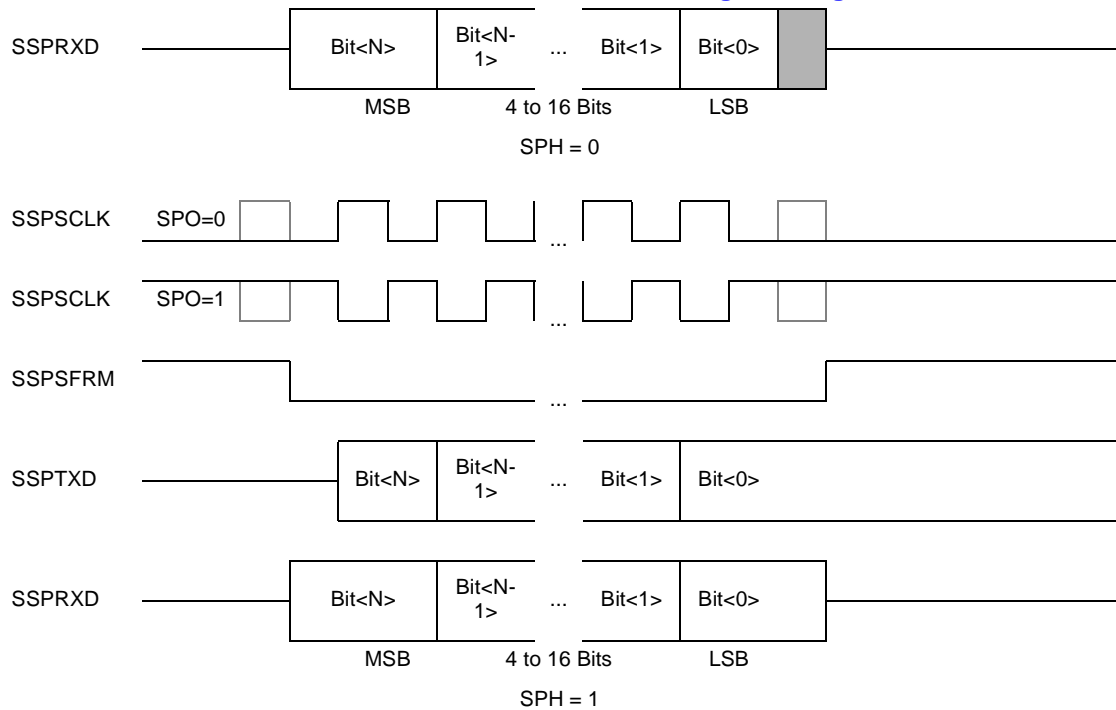 SSPRXD Bit<N> Bit<N-
1> ... Bit<1> Bit<0>
MSB 4 to 16 Bits LSB
SPH = 0
SSPSCLK SPO=0 ...
SSPSCLK SPO=1 ...
SSPSFRM ...
SSPTXD Bit<N> Bit<N-
1> ... Bit<1> Bit<0>
SSPRXD Bit<N> Bit<N-
1> ... Bit<1> Bit<0>
MSB 4 to 16 Bits LSB
SPH = 1